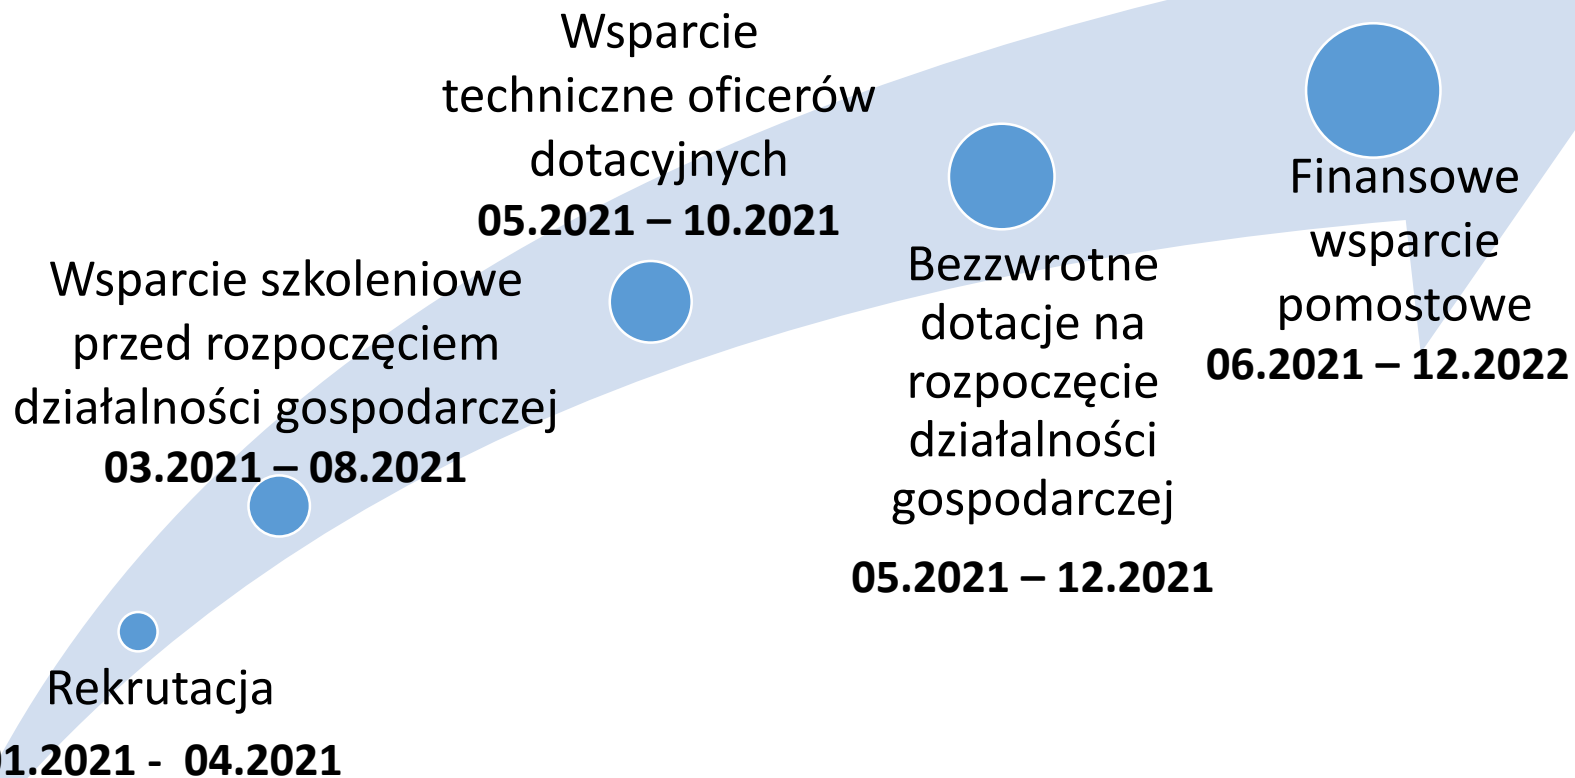 Wsparcie
techniczne oficerów
dotacyjnych
05.2021 – 10.2021
Wsparcie szkoleniowe
przed rozpoczęciem
działalności gospodarczej
03.2021 – 08.2021
Rekrutacja
01.2021 - 04.2021
Bezzwrotne
dotacje na
rozpoczęcie
działalności
gospodarczej
05.2021 – 12.2021
Finansowe
wsparcie
pomostowe
06.2021 – 12.2022